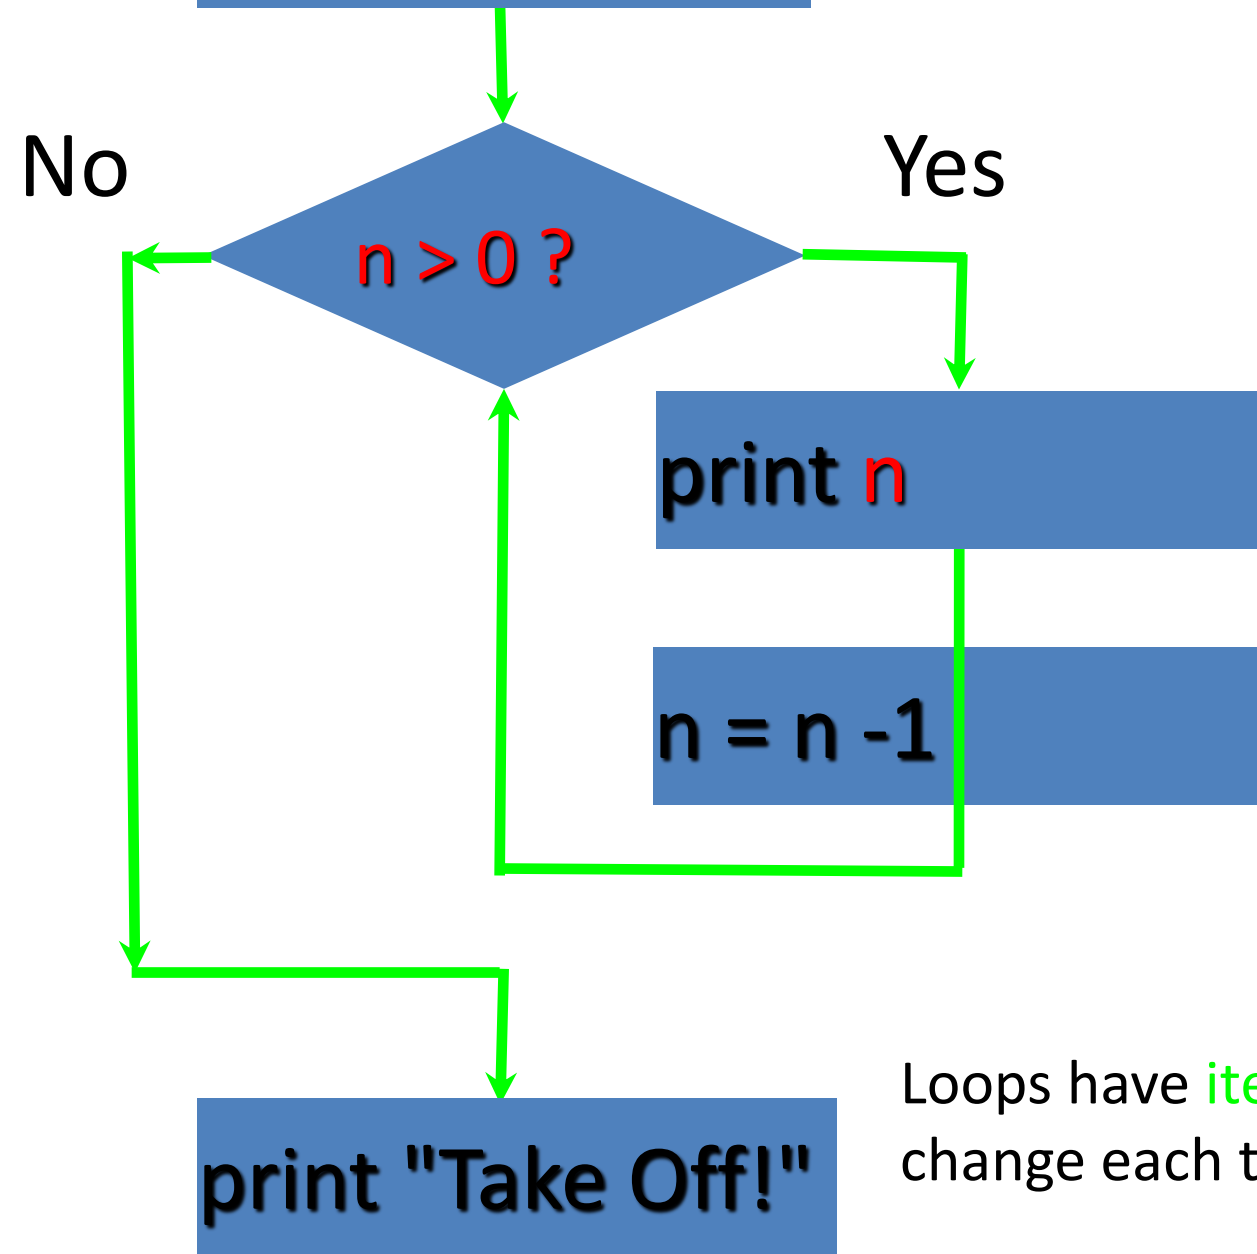 No
Yes
n > 0 ?
print n
n = n -1
print "Take Off!"
Loops have
change each